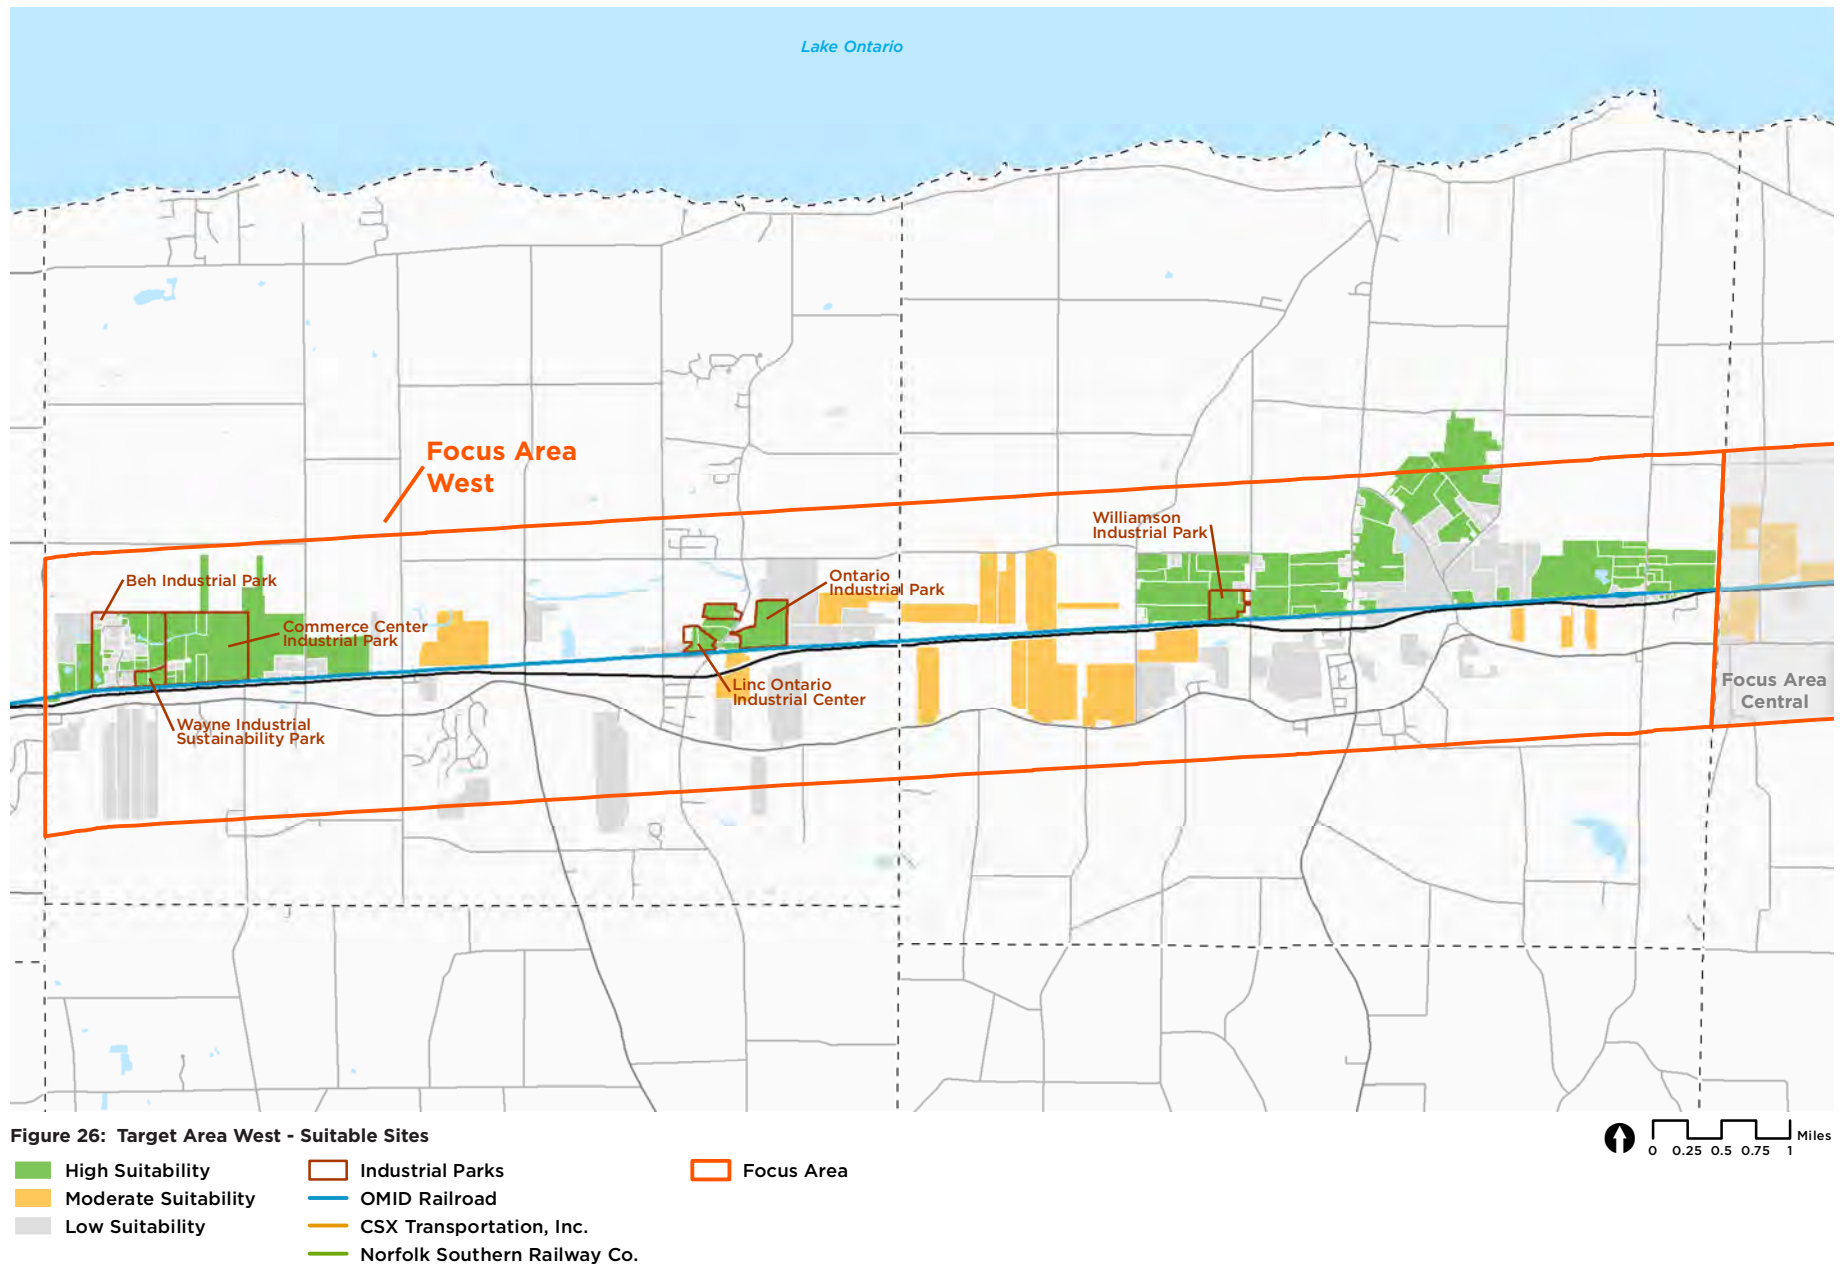 Lake Ontario
Focus Area
West
Williamson
Industrial Park
Beh Industrial Park
Ontario
Industrial Park
Commerce Center
Industrial Park
Linc Ontario
Industrial Center
Focus Area
Central
Wayne Industrial
Sustainability Park
Figure 26: Target Area West - Suitable Sites
High Suitability
Moderate Suitability
Low Suitability
Industrial Parks
OMID Railroad
CSX Transportation, Inc.
Norfolk Southern Railway Co.
Focus Area
Miles
0 0.25 0.5 0.75 1